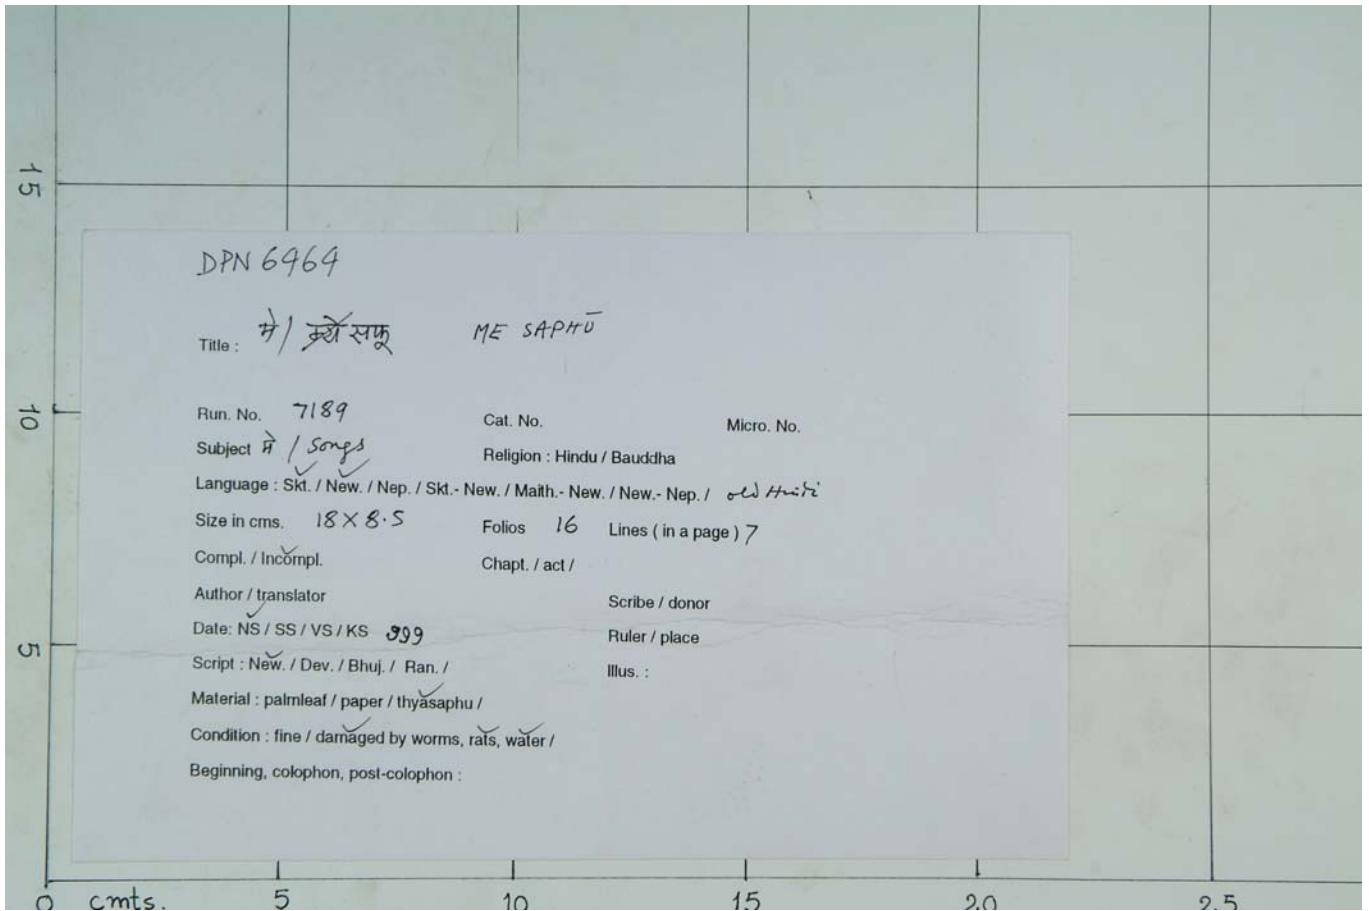 15
DPN 6464
Title : मे / म्ये सफू ME SAPHŪ
10
Run. No. 7189 Cat. No. Micro. No.
Subject मे / songs Religion : Hindu / Bauddha
Language : Skt. / New. / Nep. / Skt.- New. / Maith.- New. / New.- Nep. / old Hindi
Size in cms. 18 X 8.5 Folios 16 Lines ( in a page ) 7
Compl. / Incompl. Chapt. / act /
Author / translator Scribe / donor
Date: NS / SS / VS / KS Ruler / place
5
Script : New. / Dev. / Bhuj. / Ran. / Illus. :
Material : palmleaf / paper / thyasaphu /
Condition : fine / damaged by worms, rats, water /
Beginning, colophon, post-colophon :
0 cmts. 5 10 15 20 25